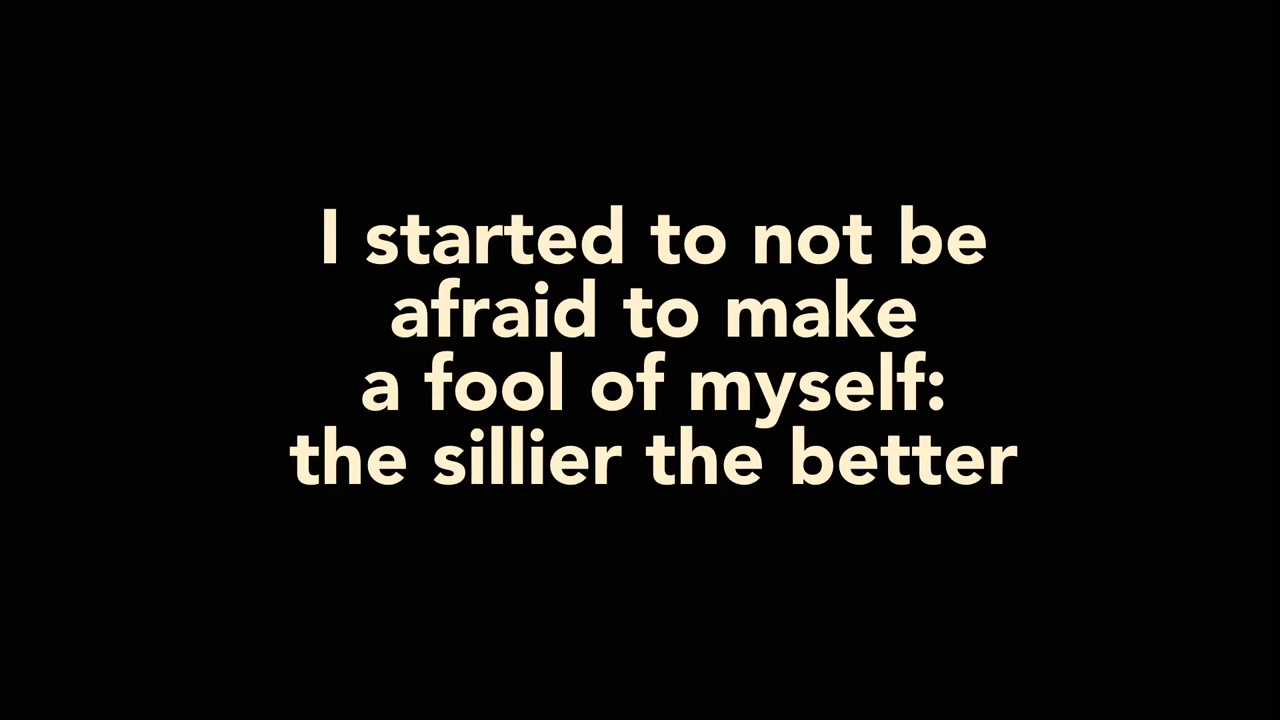 I started to not be
afraid to make
a fool of myself:
the sillier the better